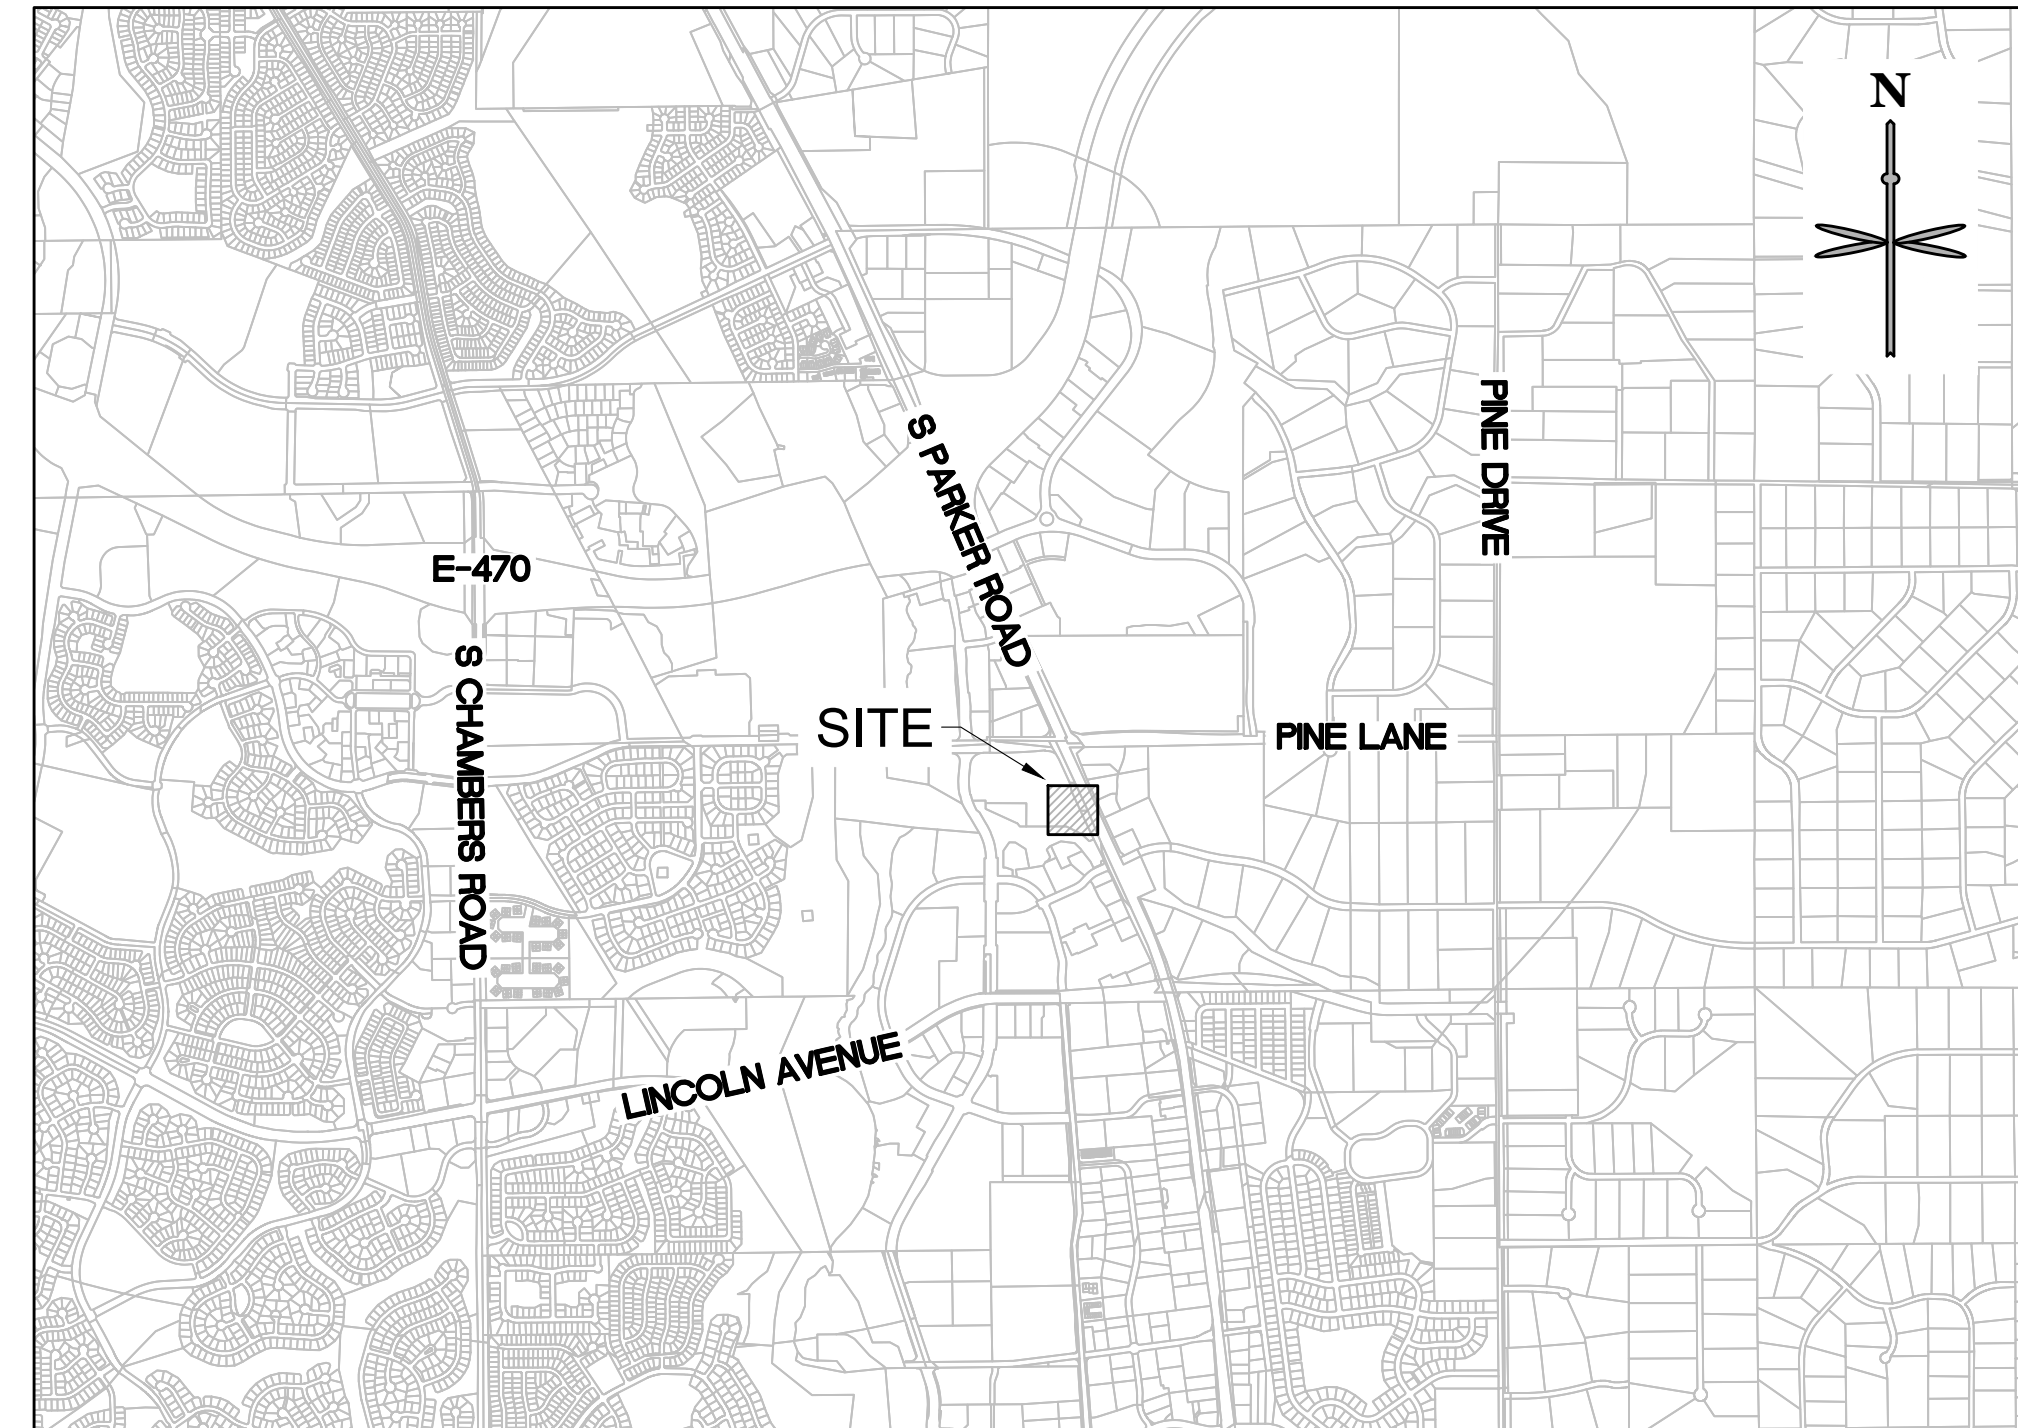 N
PINE DRIVE
S PARKER ROAD
E-470
S CHAMBERS ROAD
SITE
PINE LANE
LINCOLN AVENUE